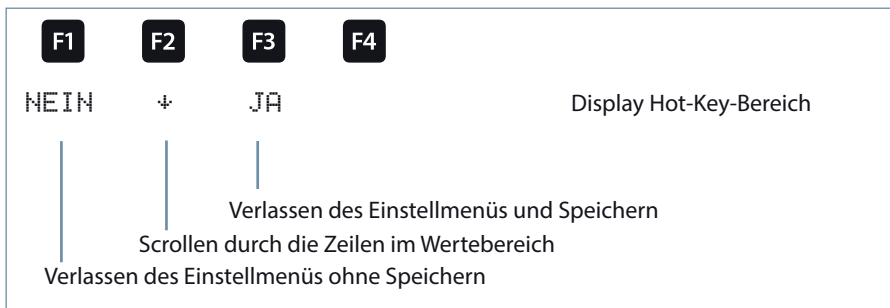 F1 F2 F3 F4
NEIN ↓ JA Display Hot-Key-Bereich
Verlassen des Einstellmenüs und Speichern
Scrollen durch die Zeilen im Wertebereich
Verlassen des Einstellmenüs ohne Speichern